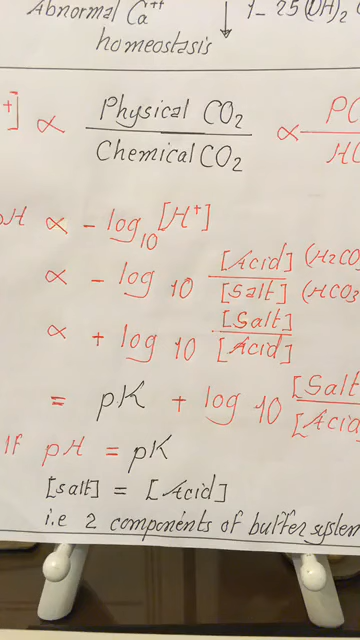 Abnormal Ca++ ↓ 1-25(OH)2
homeostasis
+] ∝ Physical CO2 / Chemical CO2 ∝ PC / HC
pH ∝ - log10 [H+]
∝ - log 10 [Acid] (H2CO / [Salt] (HCO3
∝ + log 10 [Salt] / [Acid]
= pK + log 10 [Salt / [Acid
If pH = pK
[salt] = [Acid]
i.e 2 components of buffer system